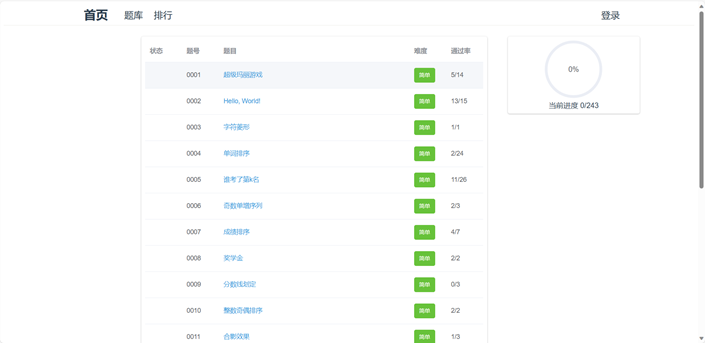 首页 题库 排行 登录
状态 题号 题目 难度 通过率
0001 超级玛丽游戏 简单 5/14
0002 Hello, World! 简单 13/15
0003 字符菱形 简单 1/1
0004 单词排序 简单 2/24
0005 谁考了第k名 简单 11/26
0006 奇数单增序列 简单 2/3
0007 成绩排序 简单 4/7
0008 奖学金 简单 2/2
0009 分数线划定 简单 0/3
0010 整数奇偶排序 简单 2/2
0011 合影效果 简单 1/3
0%
当前进度 0/243